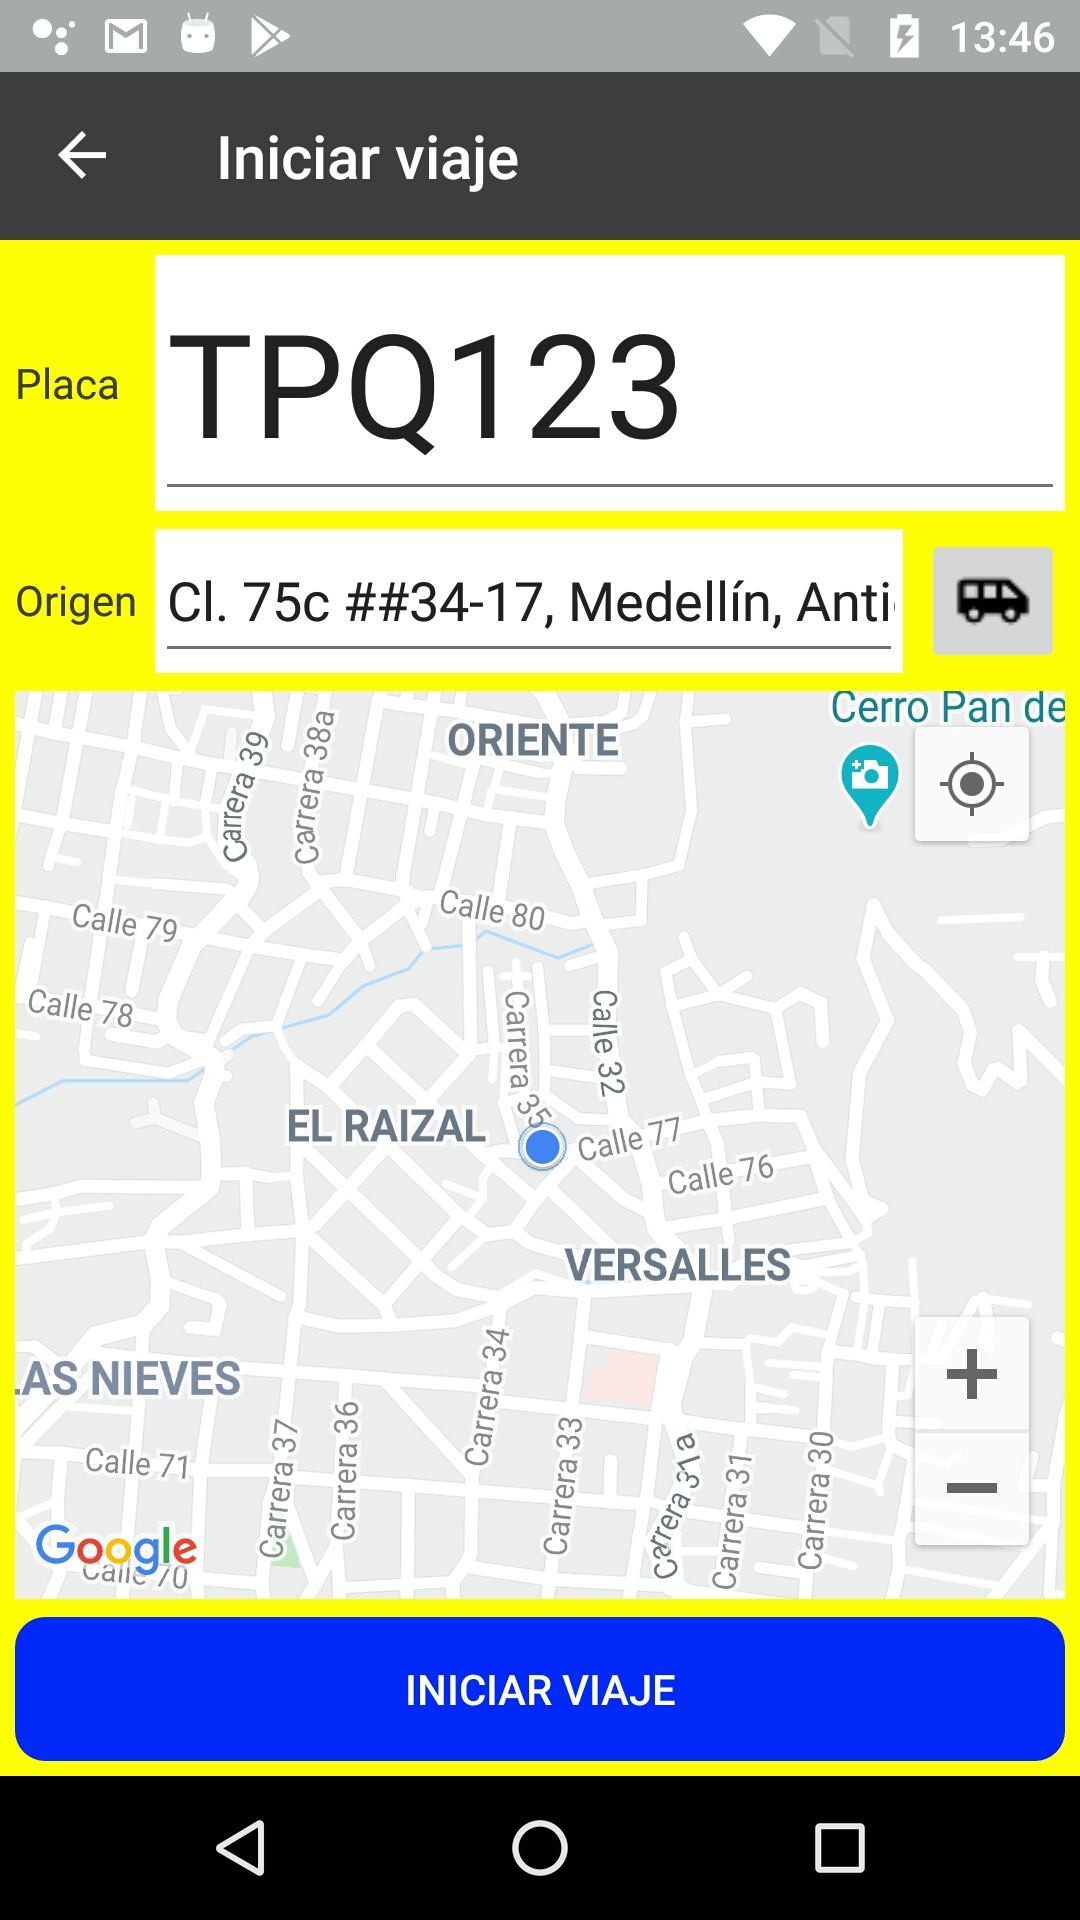 13:46
Iniciar viaje
Placa
TPQ123
Origen
Cl. 75c ##34-17, Medellín, Anti
Cerro Pan de
ORIENTE
Carrera 39
Carrera 38a
Calle 80
Calle 79
Calle 78
Carrera 35
Calle 32
EL RAIZAL
Calle 77
Calle 76
VERSALLES
LAS NIEVES
Carrera 34
Calle 71
Carrera 37
Carrera 36
Carrera 33
Carrera 31a
Carrera 31
Carrera 30
Google
Calle 70
INICIAR VIAJE